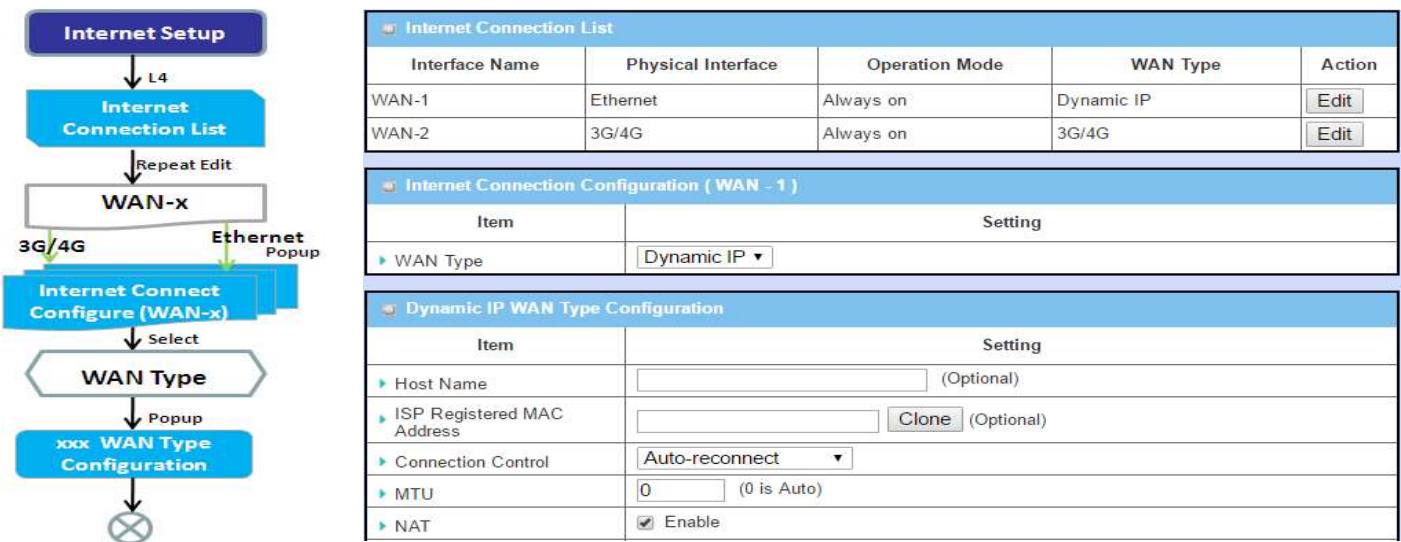 Internet Setup
L4
Internet
Connection List
Repeat Edit
WAN-x
3G/4G
Ethernet
Popup
Internet Connect
Configure (WAN-x)
Select
WAN Type
Popup
xxx WAN Type
Configuration
Internet Connection List
Interface Name Physical Interface Operation Mode WAN Type Action
WAN-1 Ethernet Always on Dynamic IP Edit
WAN-2 3G/4G Always on 3G/4G Edit
Internet Connection Configuration ( WAN - 1 )
Item Setting
WAN Type Dynamic IP
Dynamic IP WAN Type Configuration
Item Setting
Host Name (Optional)
ISP Registered MAC
Address Clone (Optional)
Connection Control Auto-reconnect
MTU 0 (0 is Auto)
NAT Enable